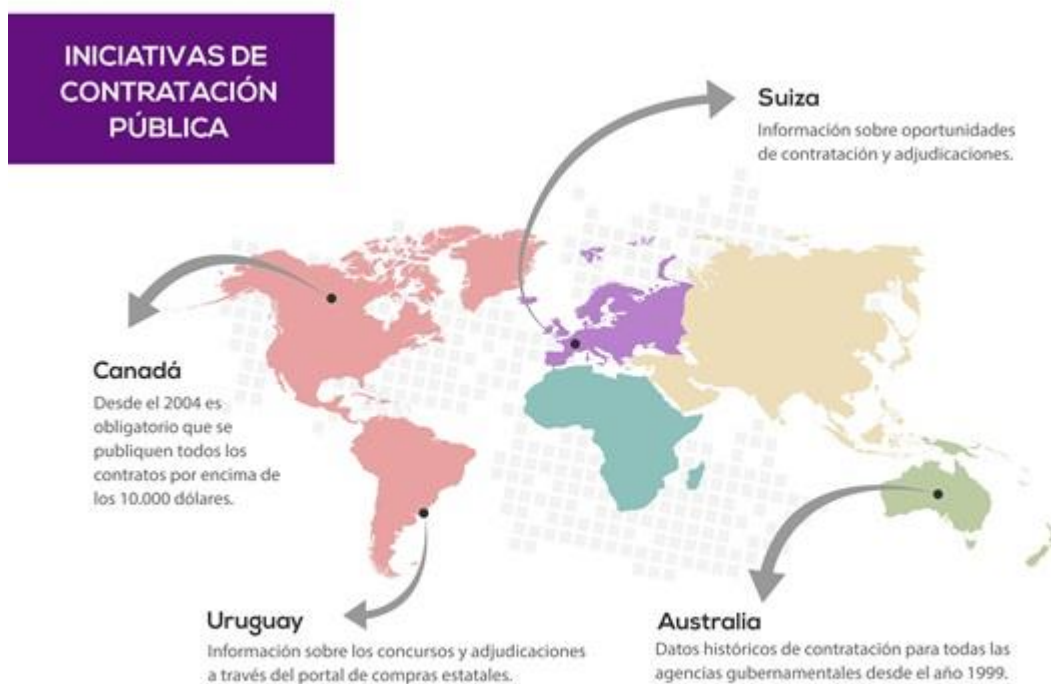 INICIATIVAS DE
CONTRATACIÓN
PÚBLICA
Suiza
Información sobre oportunidades
de contratación y adjudicaciones.
Canadá
Desde el 2004 es
obligatorio que se
publiquen todos los
contratos por encima de
los 10.000 dólares.
Uruguay
Información sobre los concursos y adjudicaciones
a través del portal de compras estatales.
Australia
Datos históricos de contratación para todas las
agencias gubernamentales desde el año 1999.